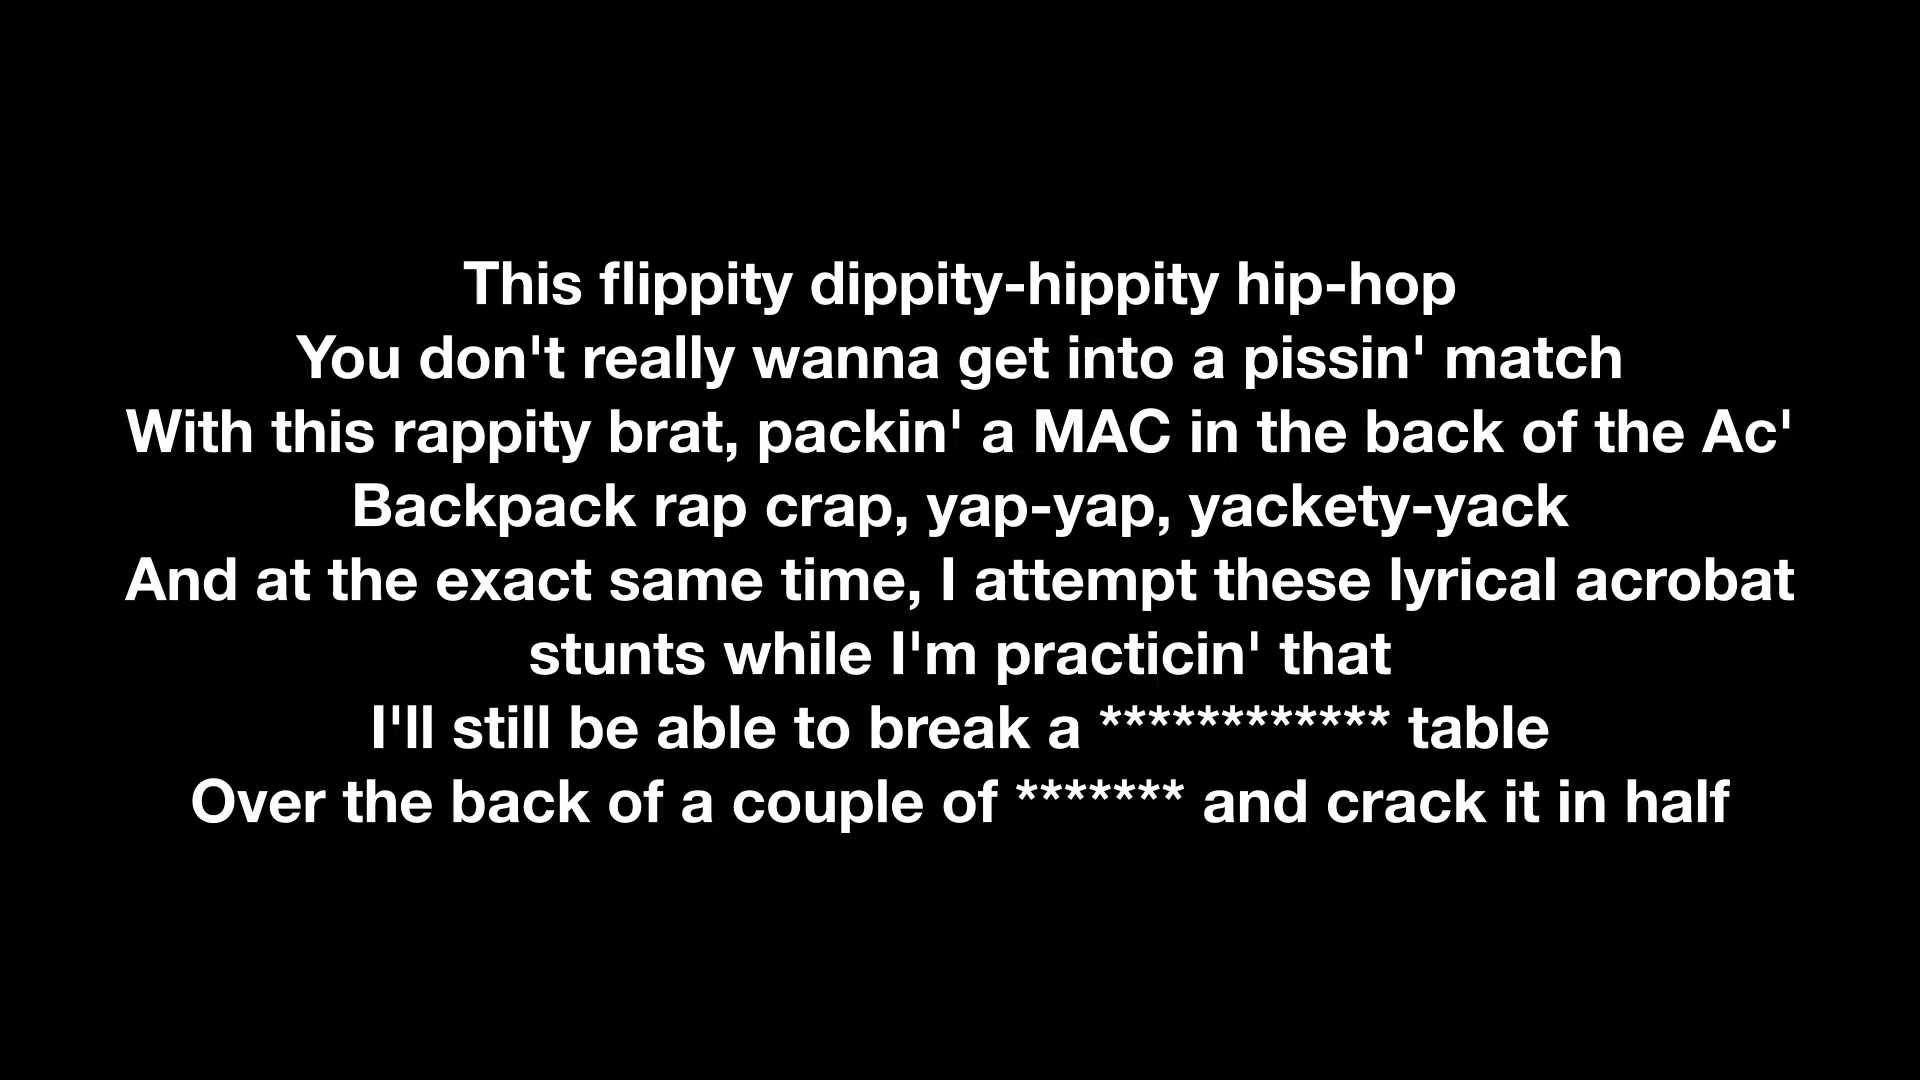 This flippity dippity-hippity hip-hop
You don't really wanna get into a pissin' match
With this rappity brat, packin' a MAC in the back of the Ac'
Backpack rap crap, yap-yap, yackety-yack
And at the exact same time, I attempt these lyrical acrobat
stunts while I'm practicin' that
I'll still be able to break a ************ table
Over the back of a couple of ******* and crack it in half